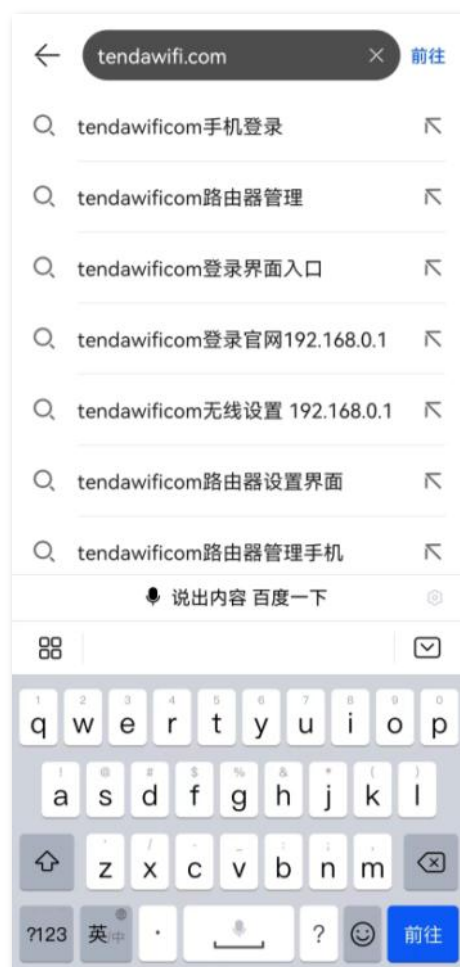 tendawifi.com 前往
tendawificom手机登录
tendawificom路由器管理
tendawificom登录界面入口
tendawificom登录官网192.168.0.1
tendawificom无线设置 192.168.0.1
tendawificom路由器设置界面
tendawificom路由器管理手机
说出内容 百度一下
1 2 3 4 5 6 7 8 9 0
q w e r t y u i o p
! @ # $ % & * ( )
a s d f g h j k l
z x c v b n m
?123 英/中 · ? 前往